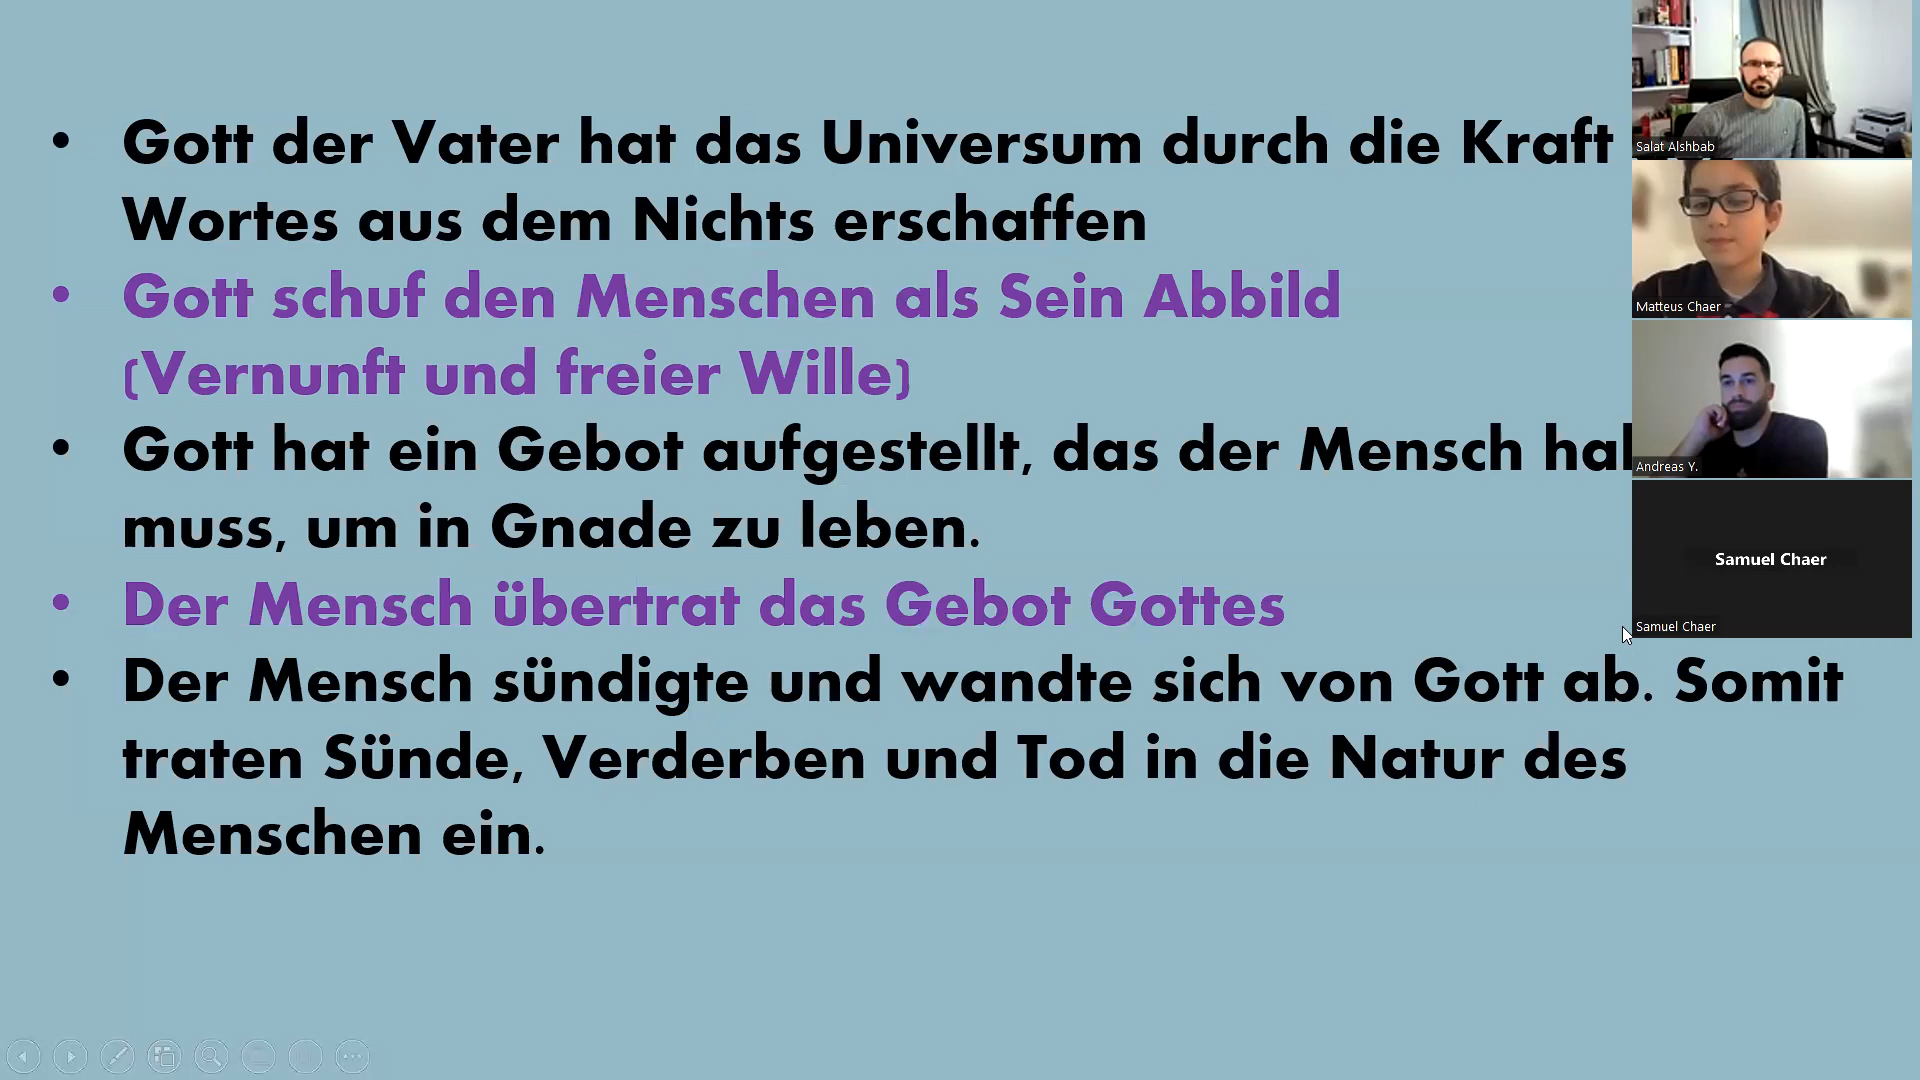 • Gott der Vater hat das Universum durch die Kraft
Wortes aus dem Nichts erschaffen
• Gott schuf den Menschen als Sein Abbild
(Vernunft und freier Wille)
• Gott hat ein Gebot aufgestellt, das der Mensch
muss, um in Gnade zu leben.
• Der Mensch übertrat das Gebot Gottes
• Der Mensch sündigte und wandte sich von Gott ab. Somit
traten Sünde, Verderben und Tod in die Natur des
Menschen ein.
Salat Alshbab
Matteus Chaer
Andreas Y.
Samuel Chaer
Samuel Chaer